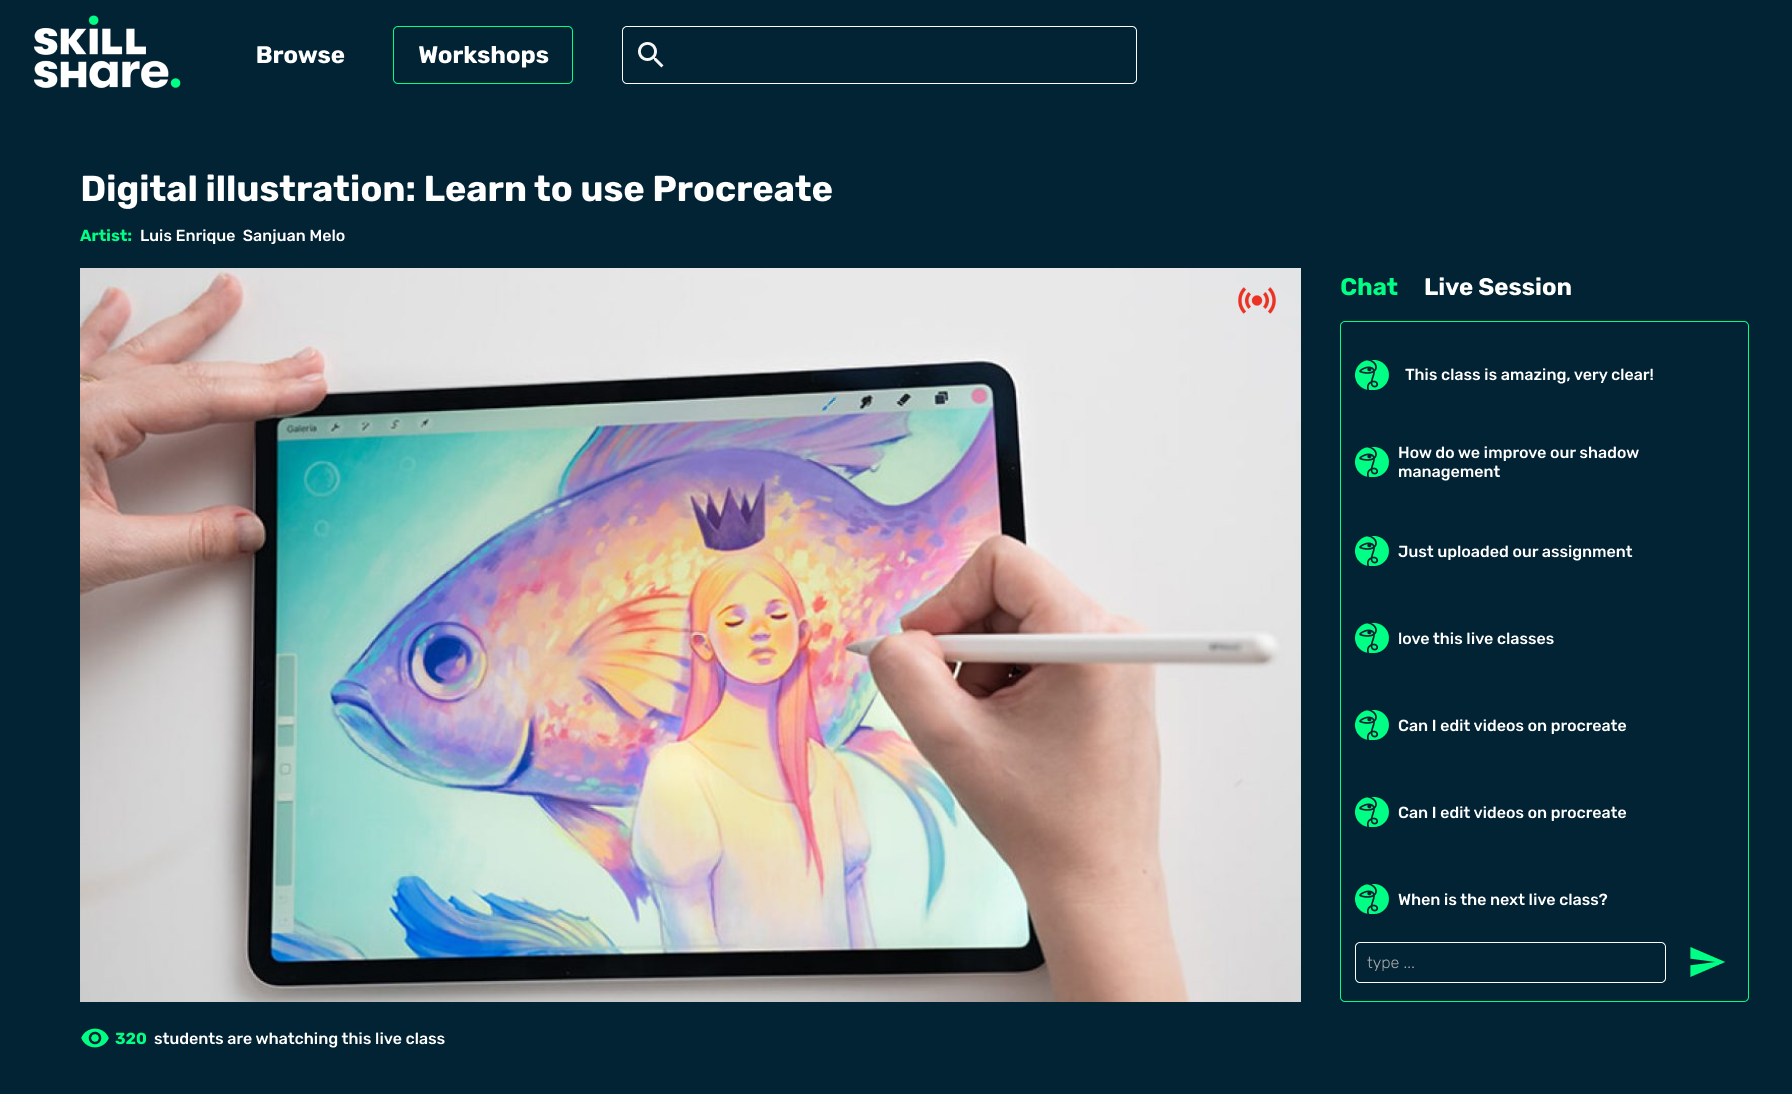 SKiLL
SHare.
Browse
Workshops
Digital illustration: Learn to use Procreate
Artist: Luis Enrique Sanjuan Melo
Galería
Chat
Live Session
This class is amazing, very clear!
How do we improve our shadow
management
Just uploaded our assignment
love this live classes
Can I edit videos on procreate
Can I edit videos on procreate
When is the next live class?
type ...
320 students are whatching this live class